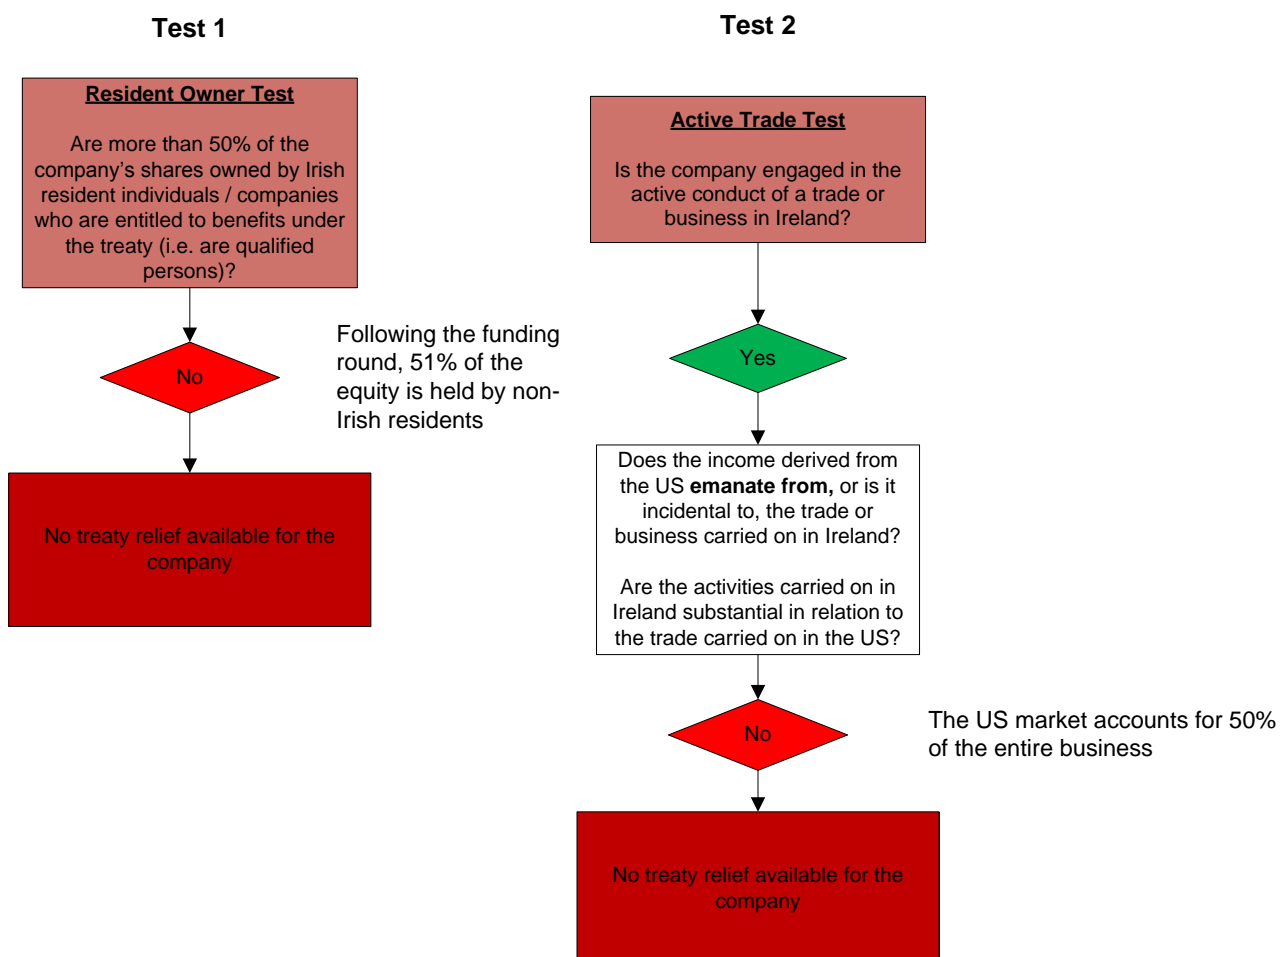 Test 1
Resident Owner Test
Are more than 50% of the
company's shares owned by Irish
resident individuals / companies
who are entitled to benefits under
the treaty (i.e. are qualified
persons)?
No
Following the funding
round, 51% of the
equity is held by non-
Irish residents
No treaty relief available for the
company
Test 2
Active Trade Test
Is the company engaged in the
active conduct of a trade or
business in Ireland?
Yes
Does the income derived from
the US emanate from, or is it
incidental to, the trade or
business carried on in Ireland?
Are the activities carried on in
Ireland substantial in relation to
the trade carried on in the US?
No
The US market accounts for 50%
of the entire business
No treaty relief available for the
company